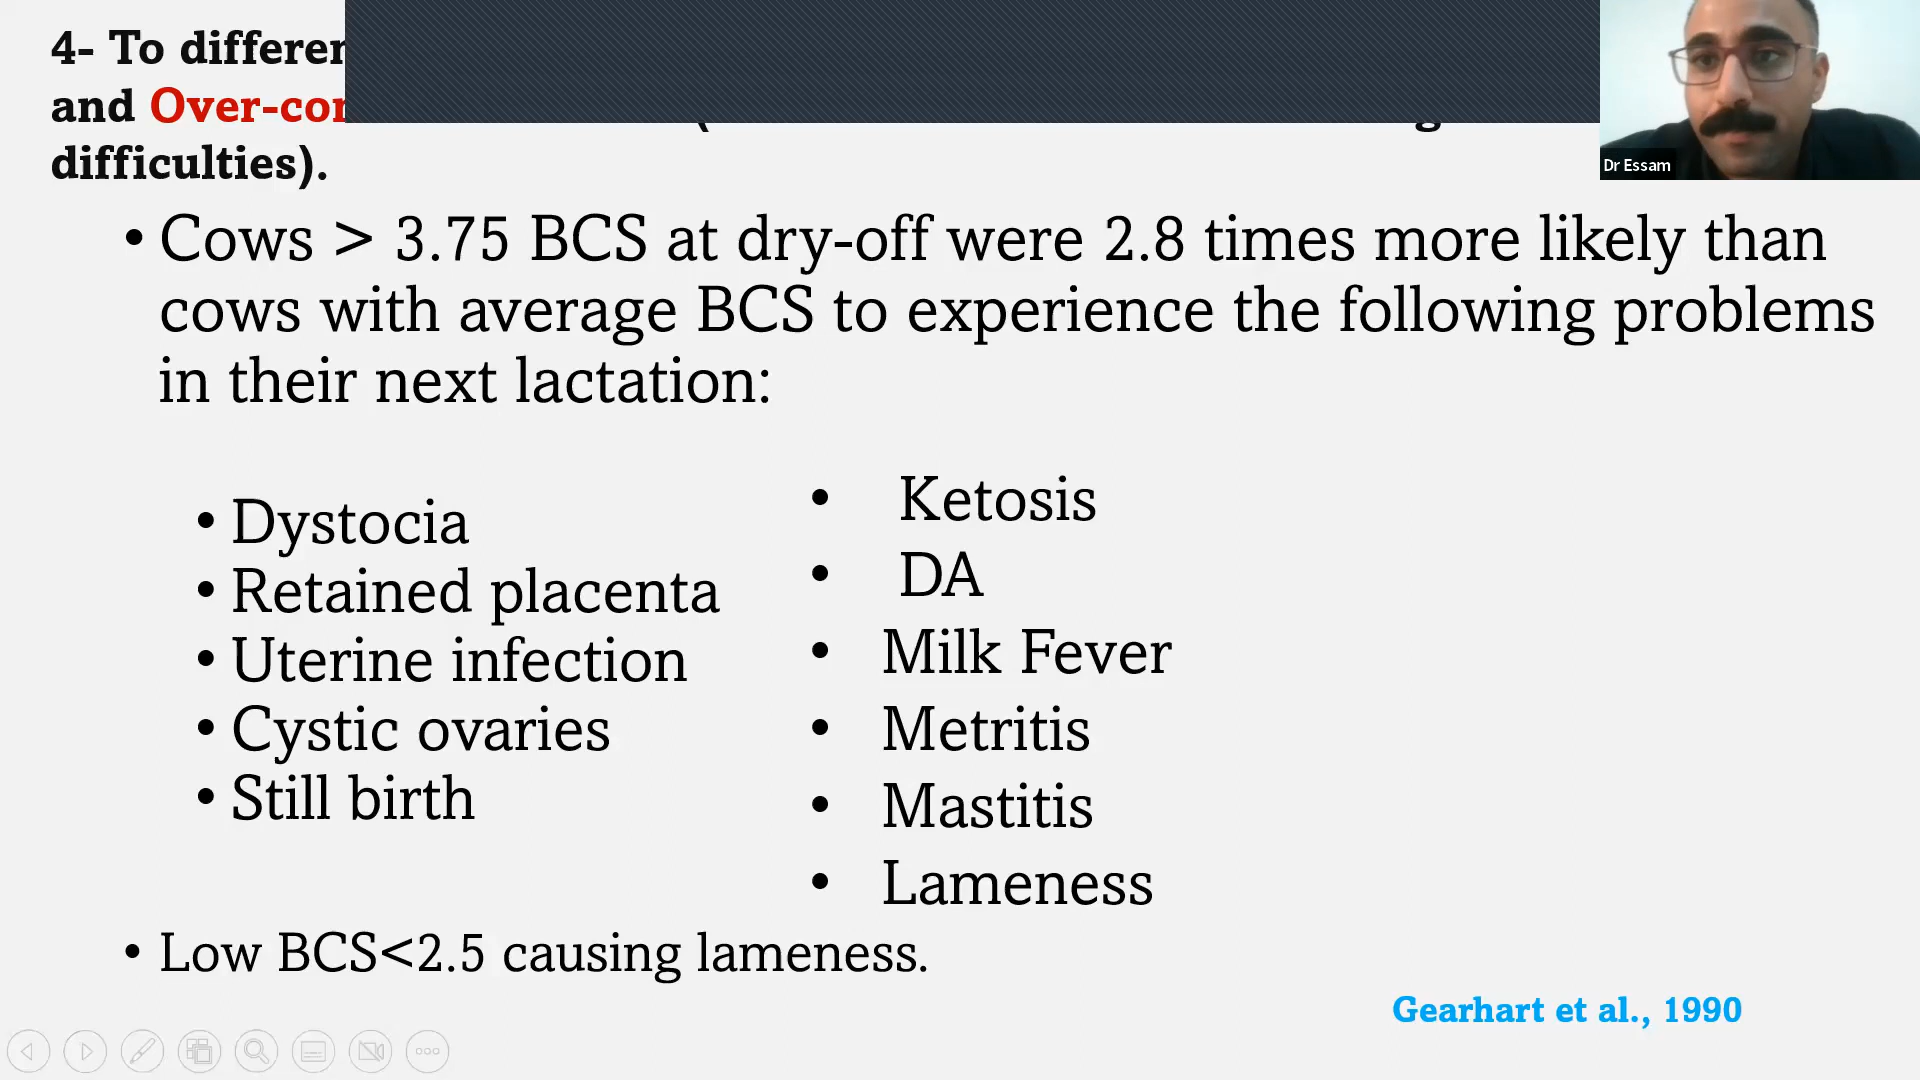 4- To
and
difficulties).
• Cows > 3.75 BCS at dry-off were 2.8 times more likely than
cows with average BCS to experience the following problems
in their next lactation:
• Dystocia
• Retained placenta
• Uterine infection
• Cystic ovaries
• Still birth
• Ketosis
• DA
• Milk Fever
• Metritis
• Mastitis
• Lameness
• Low BCS<2.5 causing lameness.
Gearhart et al., 1990
Dr Essam